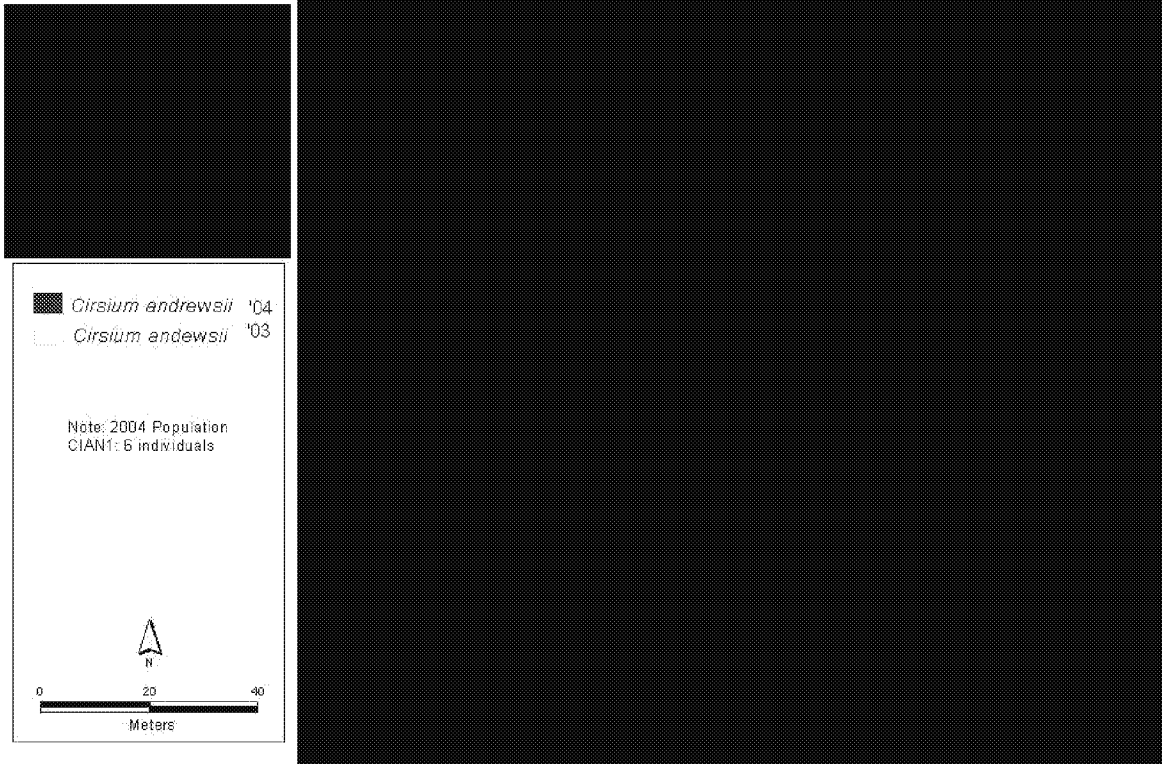 Cirsium andrewsii '04
Cirsium andewsii '03
Note: 2004 Population
CIAN1: 6 individuals
N
0 20 40
Meters